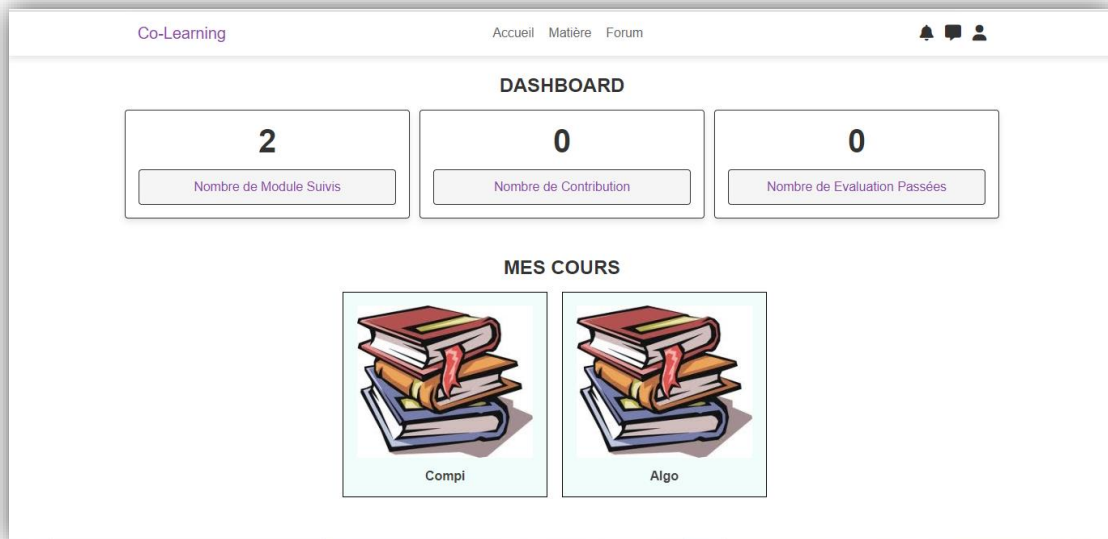 Co-Learning
Accueil Matière Forum
DASHBOARD
2
0
0
Nombre de Module Suivis
Nombre de Contribution
Nombre de Evaluation Passées
MES COURS
Compi
Algo